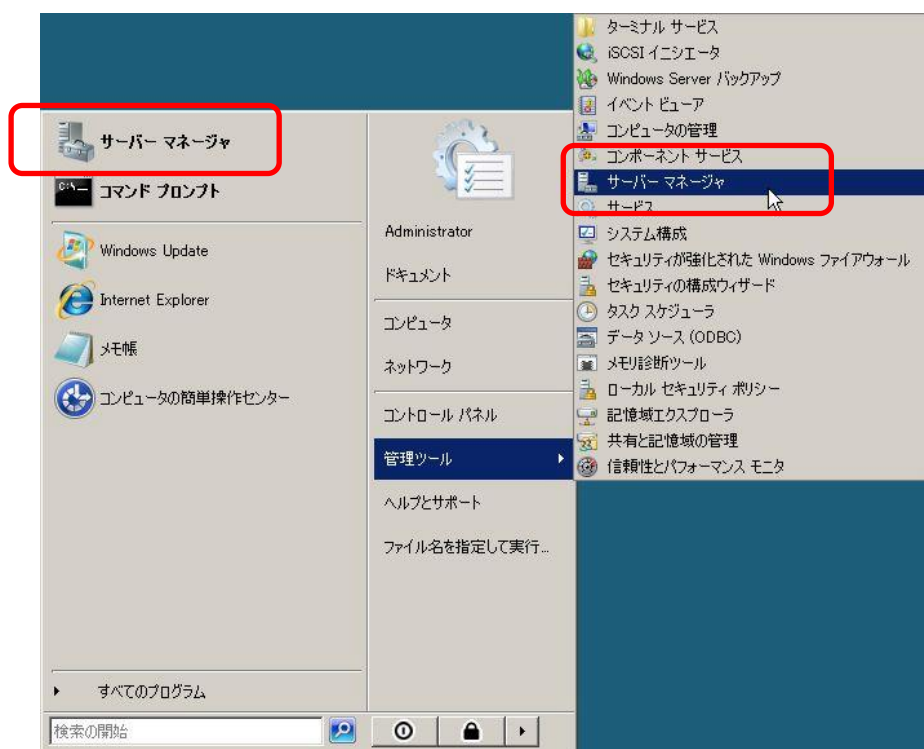 サーバー マネージャ
コマンド プロンプト
Windows Update
Internet Explorer
メモ帳
コンピュータの簡単操作センター
すべてのプログラム
検索の開始
Administrator
ドキュメント
コンピュータ
ネットワーク
コントロール パネル
管理ツール
ヘルプとサポート
ファイル名を指定して実行...
ターミナル サービス
iSCSI イニシエータ
Windows Server バックアップ
イベント ビューア
コンピュータの管理
コンポーネント サービス
サーバー マネージャ
サービス
システム構成
セキュリティが強化された Windows ファイアウォール
セキュリティの構成ウィザード
タスク スケジューラ
データ ソース (ODBC)
メモリ診断ツール
ローカル セキュリティ ポリシー
記憶域エクスプローラ
共有と記憶域の管理
信頼性とパフォーマンス モニタ